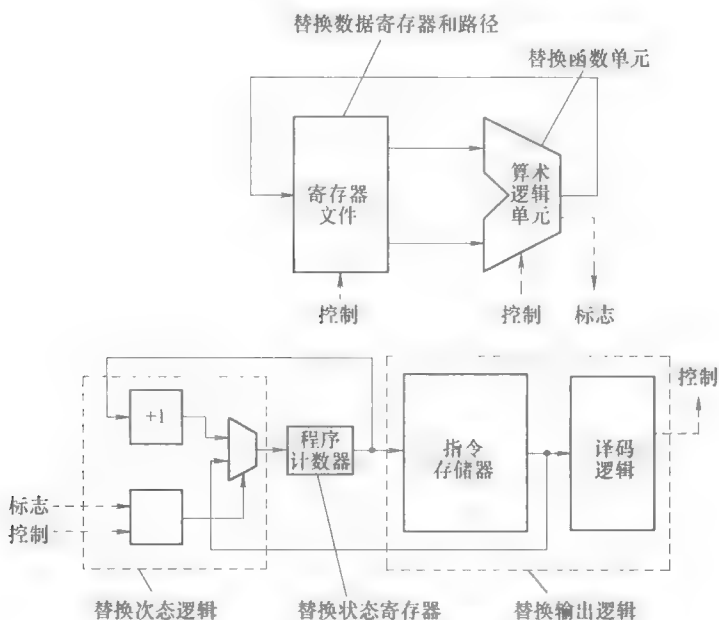 替换数据寄存器和路径
替换函数单元
寄存器
文件
算术
逻辑
单元
控制
控制
标志
控制
+1
程序
计数器
指令
存储器
译码
逻辑
标志
控制
替换次态逻辑
替换状态寄存器
替换输出逻辑